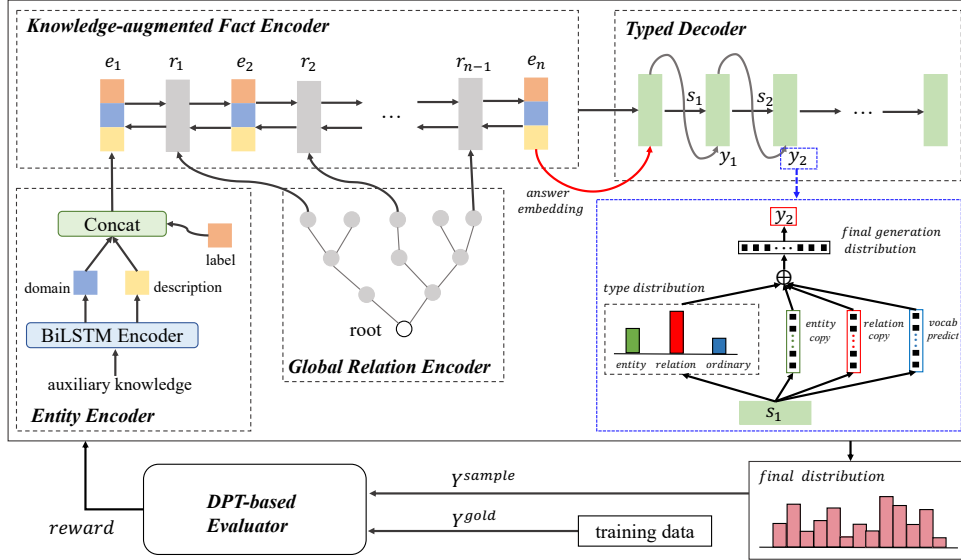 Knowledge-augmented Fact Encoder
e1 r1 e2 r2 rn−1 en
...
answer
embedding
Typed Decoder
s1 s2
...
y1 y2
Concat
label
domain description
BiLSTM Encoder
auxiliary knowledge
Entity Encoder
root
Global Relation Encoder
y2
final generation
distribution
type distribution
entity relation ordinary
entity
copy
relation
copy
vocab
predict
s1
reward
DPT-based
Evaluator
Y^sample
Y^gold
training data
final distribution